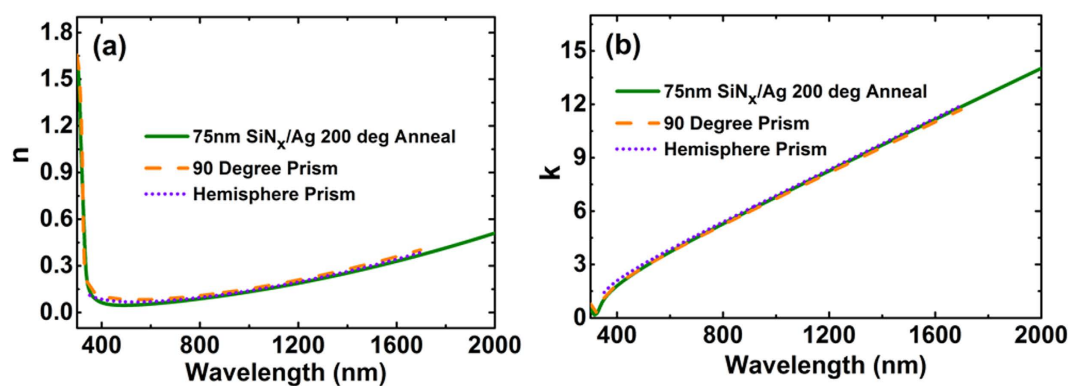 (a)
n
1.8
1.5
1.2
0.9
0.6
0.3
0.0
75nm SiNx/Ag 200 deg Anneal
90 Degree Prism
Hemisphere Prism
400 800 1200 1600 2000
Wavelength (nm)
(b)
k
15
12
9
6
3
0
75nm SiNx/Ag 200 deg Anneal
90 Degree Prism
Hemisphere Prism
400 800 1200 1600 2000
Wavelength (nm)